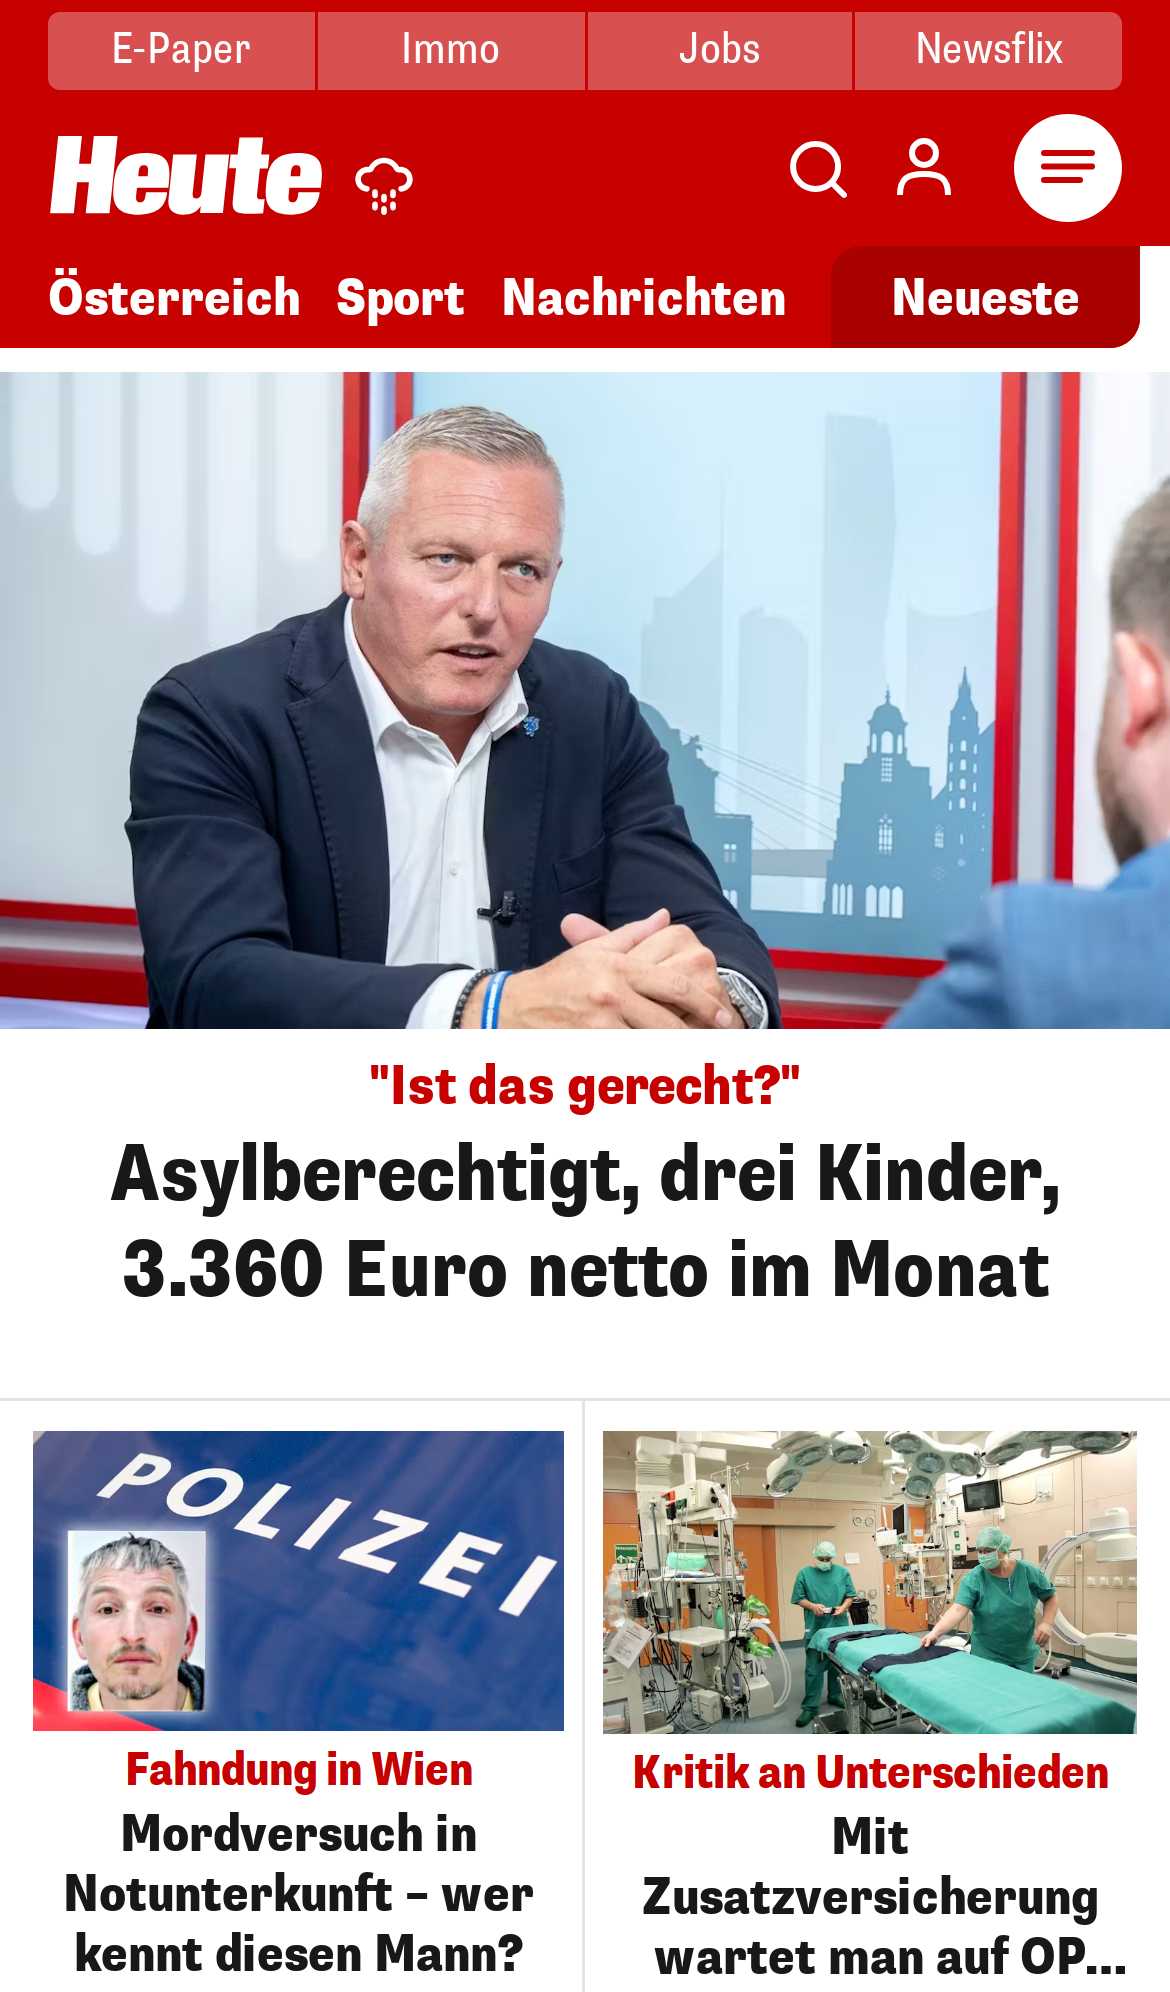 E-Paper
Immo
Jobs
Newsflix
Heute
Österreich
Sport
Nachrichten
Neueste
"Ist das gerecht?"
Asylberechtigt, drei Kinder,
3.360 Euro netto im Monat
POLIZEI
Fahndung in Wien
Mordversuch in
Notunterkunft – wer
kennt diesen Mann?
Kritik an Unterschieden
Mit
Zusatzversicherung
wartet man auf OP...